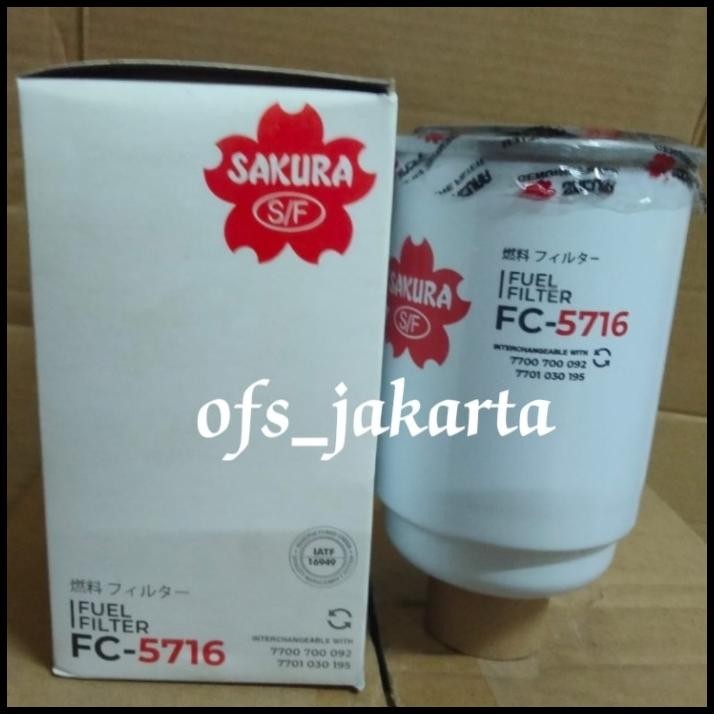 SAKURA
S/F
IATF
16949
燃料 フィルター
FUEL
FILTER
FC-5716
INTERCHANGEABLE WITH
7700 700 092
7701 030 195
SAKURA
S/F
燃料 フィルター
FUEL
FILTER
FC-5716
INTERCHANGEABLE WITH
7700 700 092
7701 030 195
ofs_jakarta